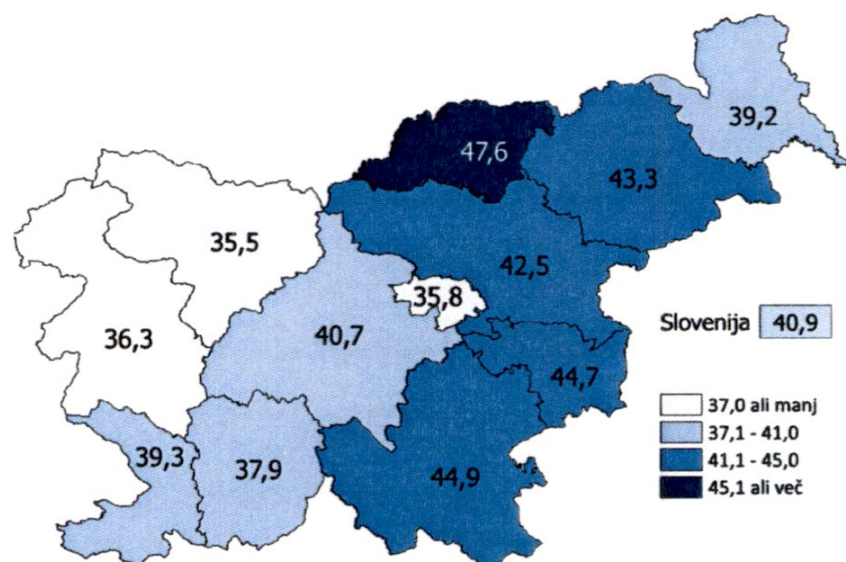 39,2
47,6
43,3
35,5
42,5
35,8
36,3
40,7
Slovenija 40,9
44,7
37,0 ali manj
37,1 - 41,0
39,3
37,9
44,9
41,1 - 45,0
45,1 ali več